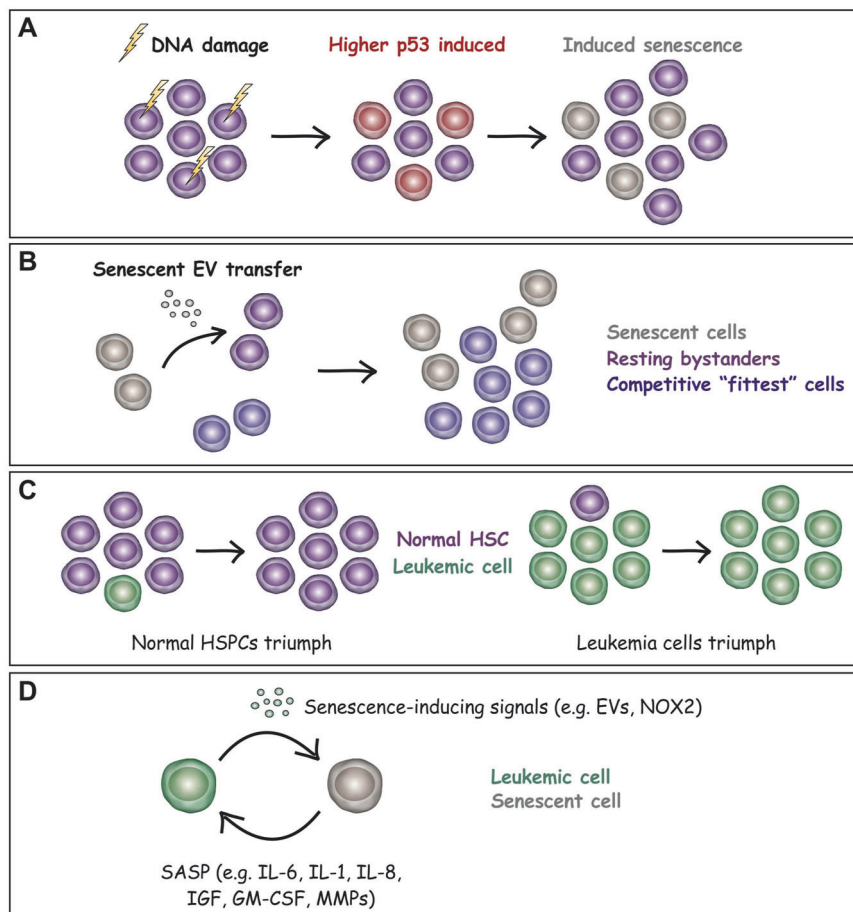 A
DNA damage
Higher p53 induced
Induced senescence
B
Senescent EV transfer
Senescent cells
Resting bystanders
Competitive “fittest” cells
C
Normal HSC
Leukemic cell
Normal HSPCs triumph
Leukemia cells triumph
D
Senescence-inducing signals (e.g. EVs, NOX2)
Leukemic cell
Senescent cell
SASP (e.g. IL-6, IL-1, IL-8,
IGF, GM-CSF, MMPs)